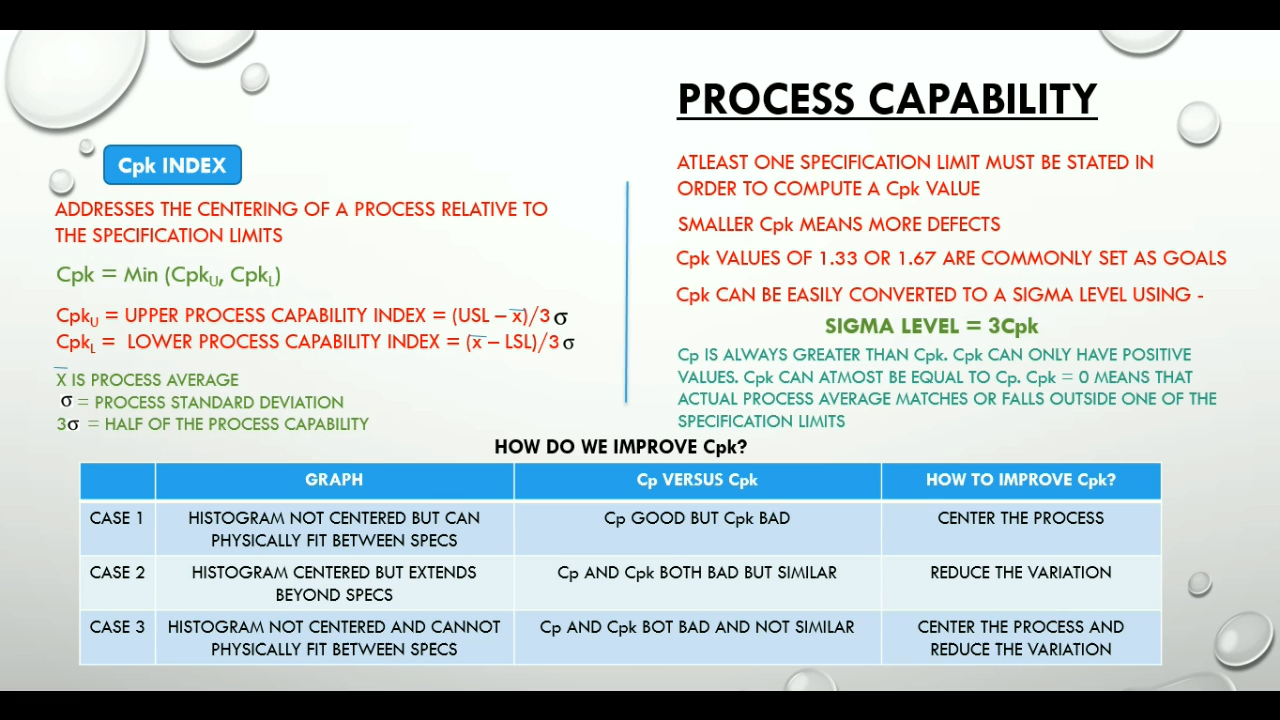 PROCESS CAPABILITY
Cpk INDEX
ADDRESSES THE CENTERING OF A PROCESS RELATIVE TO
THE SPECIFICATION LIMITS
Cpk = Min (CpkU, CpkL)
CpkU = UPPER PROCESS CAPABILITY INDEX = (USL – x̄)/3 σ
CpkL = LOWER PROCESS CAPABILITY INDEX = (x̄ – LSL)/3 σ
X̄ IS PROCESS AVERAGE
σ = PROCESS STANDARD DEVIATION
3σ = HALF OF THE PROCESS CAPABILITY
ATLEAST ONE SPECIFICATION LIMIT MUST BE STATED IN
ORDER TO COMPUTE A Cpk VALUE
SMALLER Cpk MEANS MORE DEFECTS
Cpk VALUES OF 1.33 OR 1.67 ARE COMMONLY SET AS GOALS
Cpk CAN BE EASILY CONVERTED TO A SIGMA LEVEL USING -
SIGMA LEVEL = 3Cpk
Cp IS ALWAYS GREATER THAN Cpk. Cpk CAN ONLY HAVE POSITIVE
VALUES. Cpk CAN ATMOST BE EQUAL TO Cp. Cpk = 0 MEANS THAT
ACTUAL PROCESS AVERAGE MATCHES OR FALLS OUTSIDE ONE OF THE
SPECIFICATION LIMITS
HOW DO WE IMPROVE Cpk?
GRAPH Cp VERSUS Cpk HOW TO IMPROVE Cpk?
CASE 1 HISTOGRAM NOT CENTERED BUT CAN Cp GOOD BUT Cpk BAD CENTER THE PROCESS
PHYSICALLY FIT BETWEEN SPECS
CASE 2 HISTOGRAM CENTERED BUT EXTENDS Cp AND Cpk BOTH BAD BUT SIMILAR REDUCE THE VARIATION
BEYOND SPECS
CASE 3 HISTOGRAM NOT CENTERED AND CANNOT Cp AND Cpk BOT BAD AND NOT SIMILAR CENTER THE PROCESS AND
PHYSICALLY FIT BETWEEN SPECS REDUCE THE VARIATION